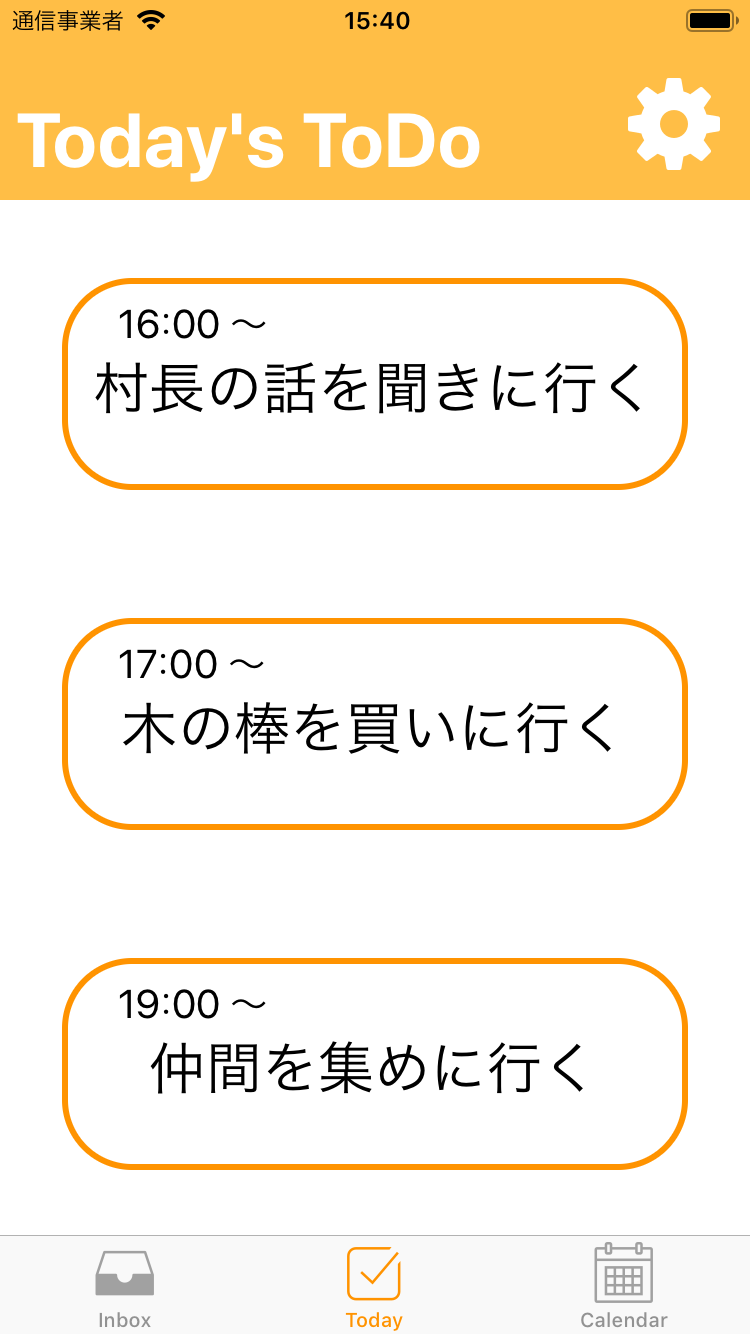 通信事業者 15:40
Today's ToDo
16:00 〜
村長の話を聞きに行く
17:00 〜
木の棒を買いに行く
19:00 〜
仲間を集めに行く
Inbox Today Calendar